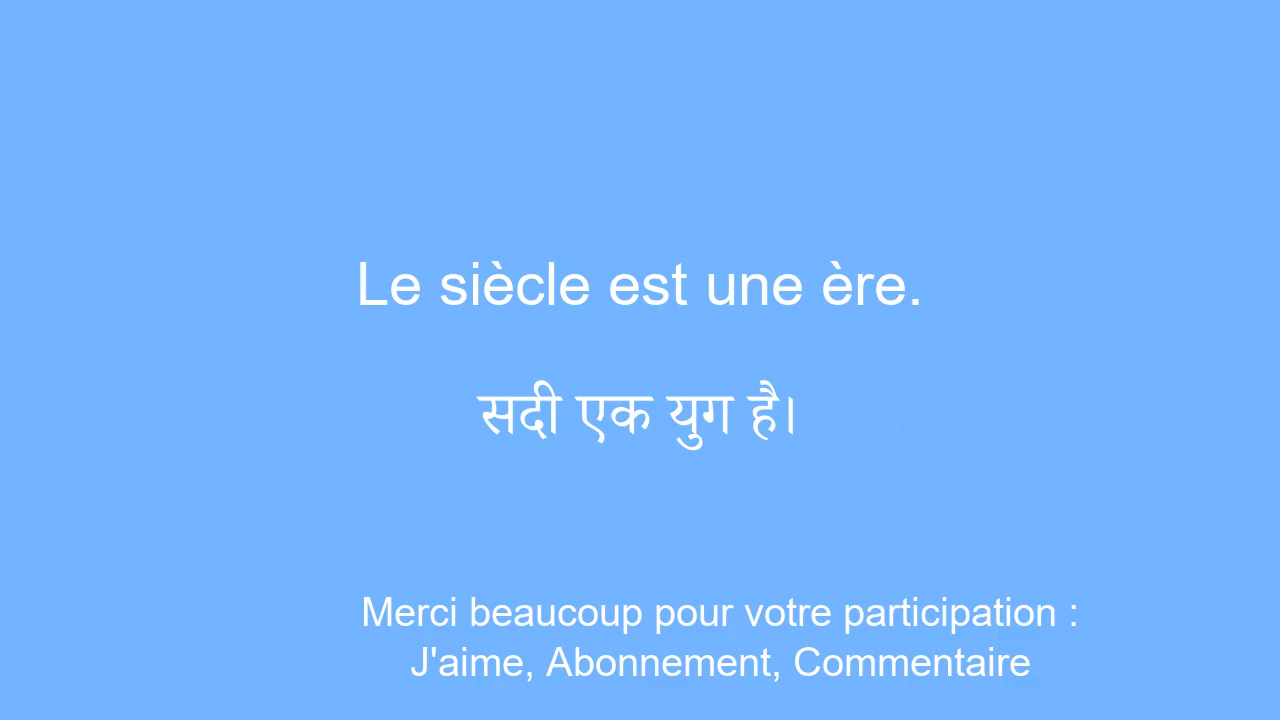 Le siècle est une ère.
सदी एक युग है।
Merci beaucoup pour votre participation :
J'aime, Abonnement, Commentaire